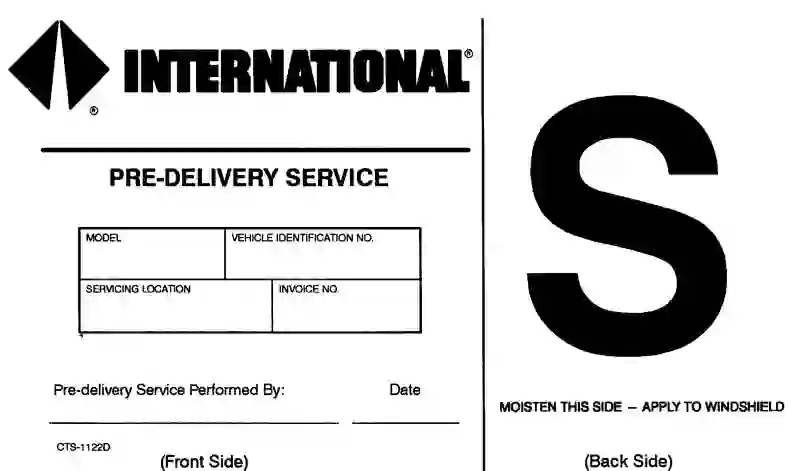 INTERNATIONAL®
®
PRE-DELIVERY SERVICE
MODEL
VEHICLE IDENTIFICATION NO.
SERVICING LOCATION
INVOICE NO.
Pre-delivery Service Performed By:
Date
CTS-1122D
(Front Side)
S
MOISTEN THIS SIDE – APPLY TO WINDSHIELD
(Back Side)